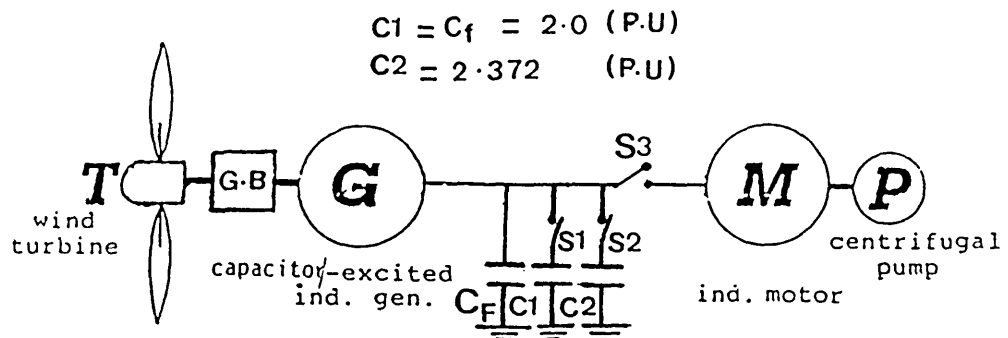 C1 = Cf = 2·0 (P.U)
C2 = 2·372 (P.U)
S3
T
G·B
G
M
P
wind
turbine
S1
S2
centrifugal
pump
capacitor-excited
ind. gen.
CF
C1
C2
ind. motor